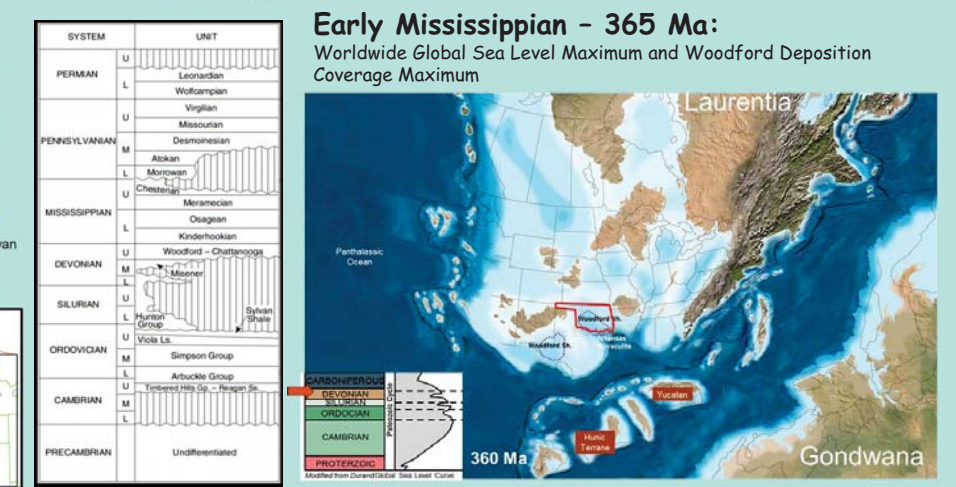 Early Mississippian – 365 Ma:
Worldwide Global Sea Level Maximum and Woodford Deposition
Coverage Maximum
SYSTEM UNIT
PERMIAN
U
L
Leonardian
Wolfcampian
PENNSYLVANIAN
U
M
L
Virgilian
Missourian
Desmoinesian
Atokan
Morrowan
MISSISSIPPIAN
U
L
Chesterian
Meramecian
Osagean
Kinderhookian
DEVONIAN
U
M
L
Woodford – Chattanooga
Misener
SILURIAN
U
L
Hunton
Group
Sylvan
Shale
ORDOVICIAN
U
M
L
Viola Ls.
Simpson Group
Arbuckle Group
CAMBRIAN
U
M
L
Timbered Hills Gp. – Reagan Ss.
PRECAMBRIAN
Undifferentiated
Laurentia
Panthalassic
Ocean
Woodford Sh.
Woodford Sh.
Yucatan
Hunic
Terrane
360 Ma
Gondwana
CARBONIFEROUS
DEVONIAN
SILURIAN
ORDOCIAN
CAMBRIAN
PROTERZOIC
Paleozoic Cycle
Modified from Durand Global Sea Level Curve